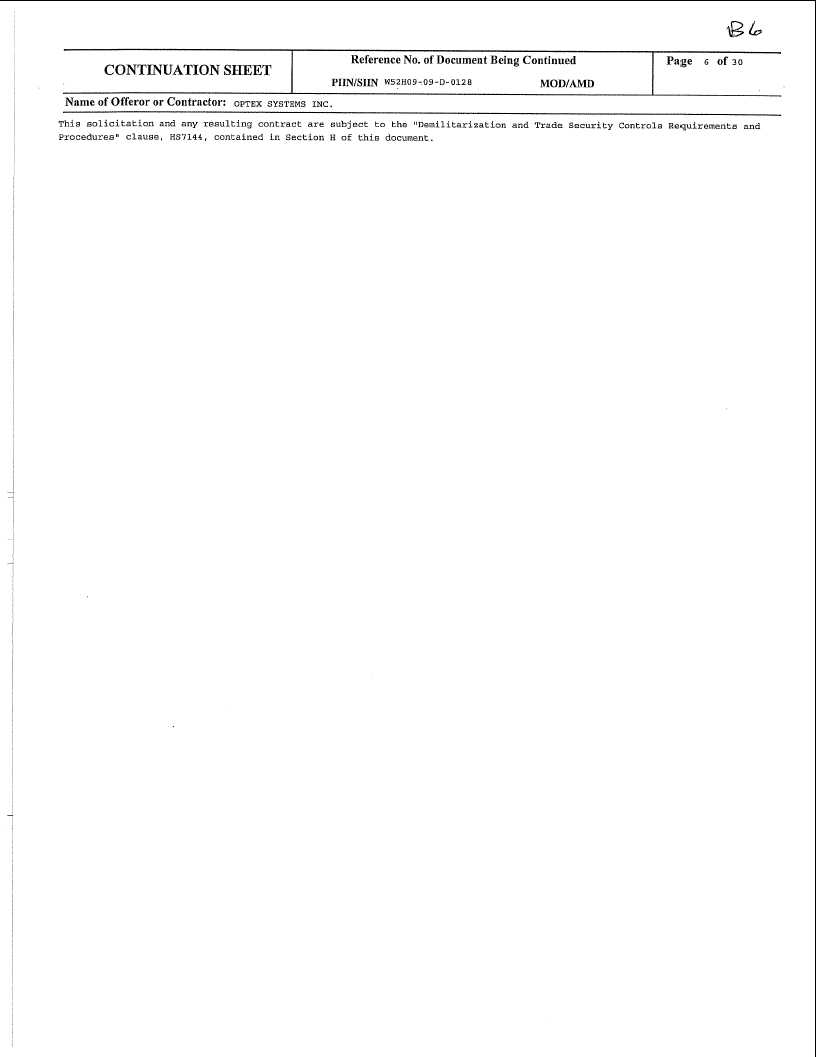 B6
CONTINUATION SHEET
Reference No. of Document Being Continued
PIIN/SIIN W52H09-09-D-0128 MOD/AMD
Page 6 of 30
Name of Offeror or Contractor: OPTEX SYSTEMS INC.
This solicitation and any resulting contract are subject to the "Demilitarization and Trade Security Controls Requirements and
Procedures" clause, HS7144, contained in Section H of this document.